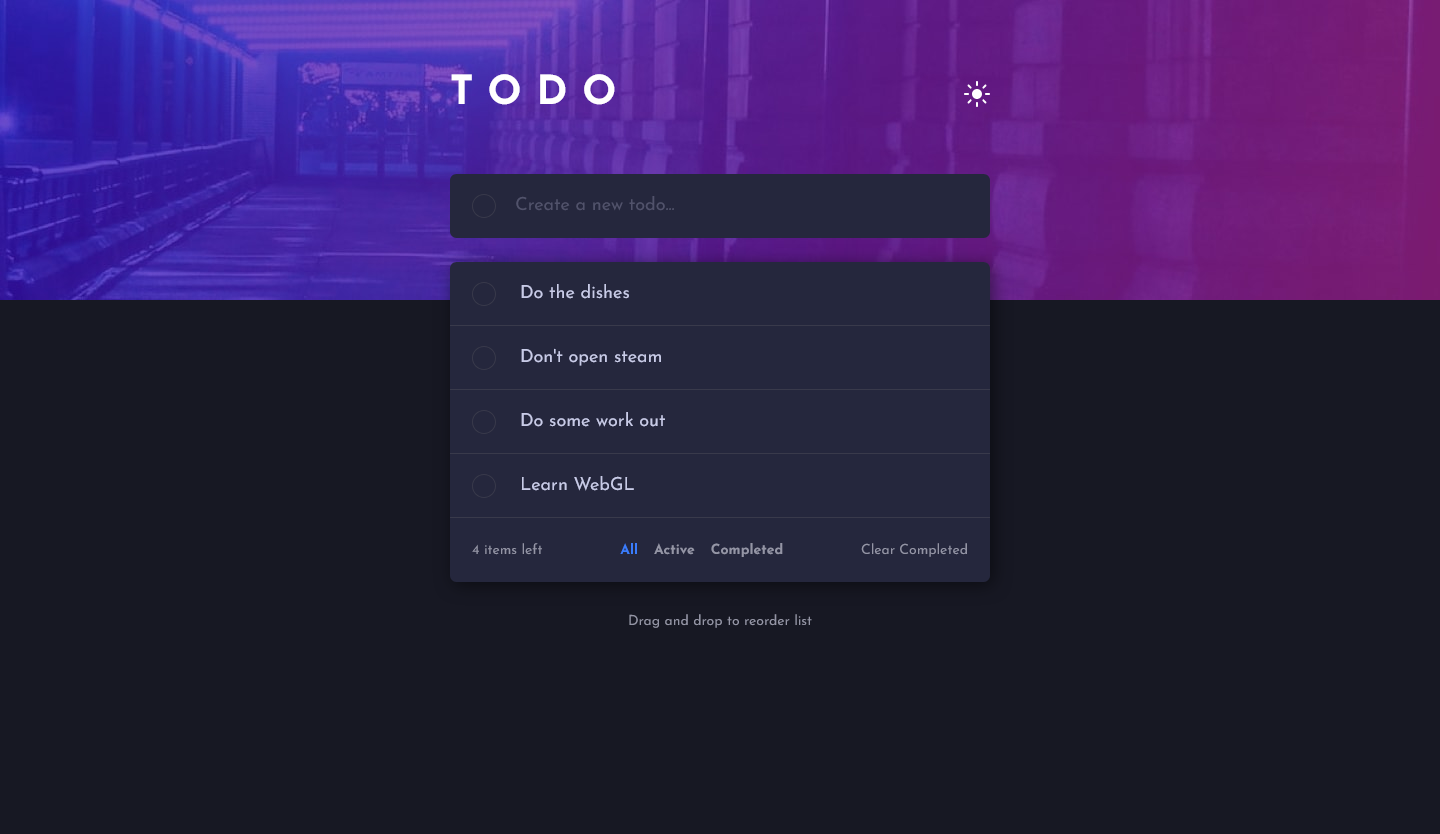 TODO
Create a new todo...
Do the dishes
Don't open steam
Do some work out
Learn WebGL
4 items left All Active Completed Clear Completed
Drag and drop to reorder list